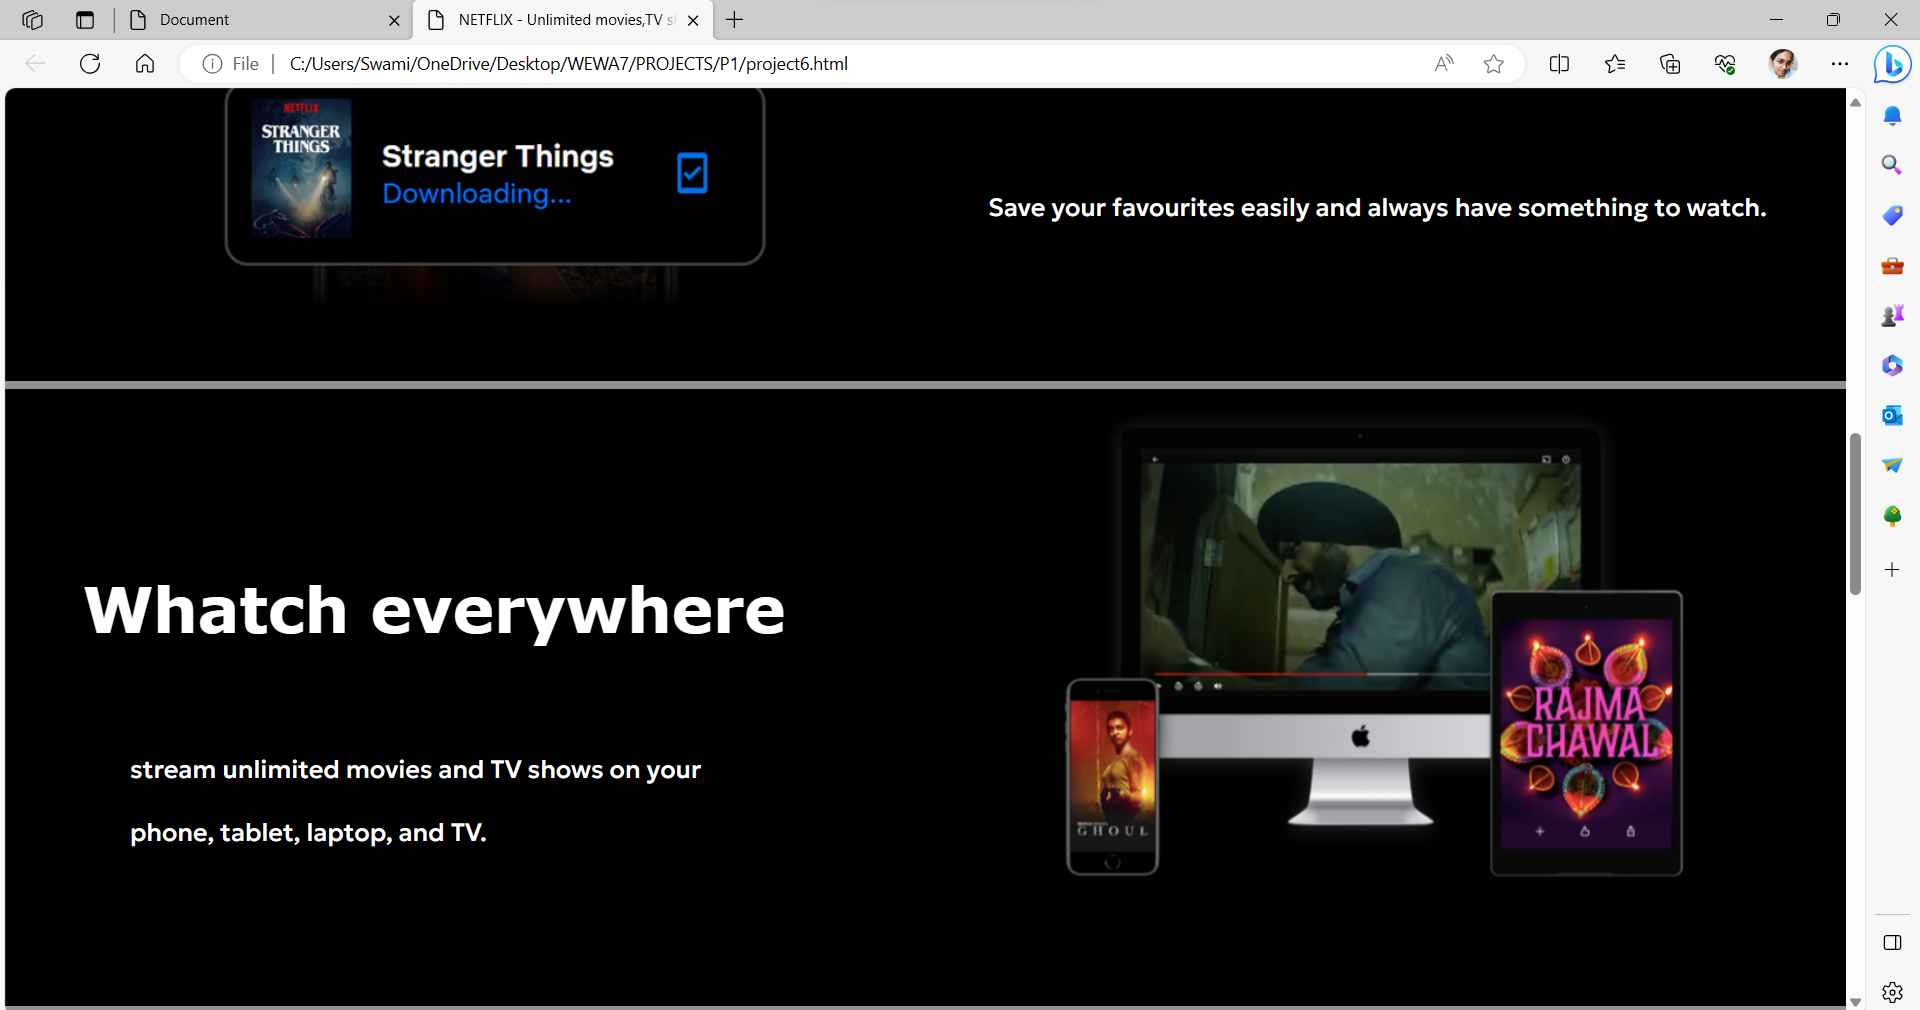 Document
NETFLIX - Unlimited movies,TV s
File
C:/Users/Swami/OneDrive/Desktop/WEWA7/PROJECTS/P1/project6.html
NETFLIX
STRANGER
THINGS
Stranger Things
Downloading...
Save your favourites easily and always have something to watch.
Whatch everywhere
stream unlimited movies and TV shows on your
phone, tablet, laptop, and TV.
GHOUL
RAJMA
CHAWAL